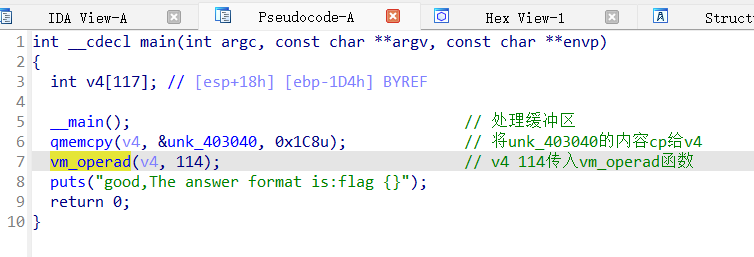 IDA View-A Pseudocode-A Hex View-1 Struct
1 int __cdecl main(int argc, const char **argv, const char **envp)
2 {
3 int v4[117]; // [esp+18h] [ebp-1D4h] BYREF
4
5 __main(); // 处理缓冲区
6 qmemcpy(v4, &unk_403040, 0x1C8u); // 将unk_403040的内容cp给v4
7 vm_operad(v4, 114); // v4 114传入vm_operad函数
8 puts("good,The answer format is:flag {}");
9 return 0;
10 }